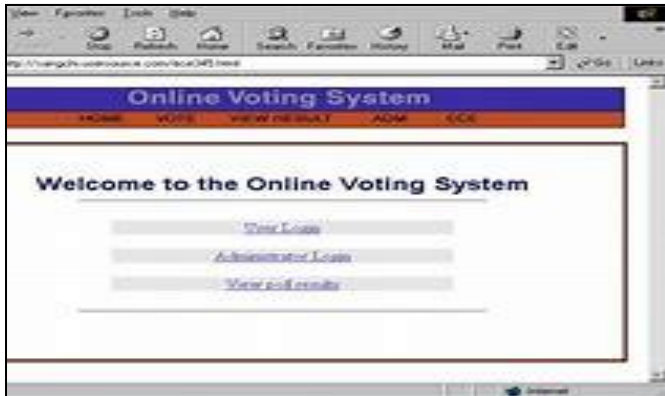 View Favorites Tools Help
Stop Refresh Home Search Favorites History Mail Print Edit
Go Links
Online Voting System
HOME VOTE VIEW RESULT ADM
Welcome to the Online Voting System
User Login
Administrator Login
View poll results
Internet